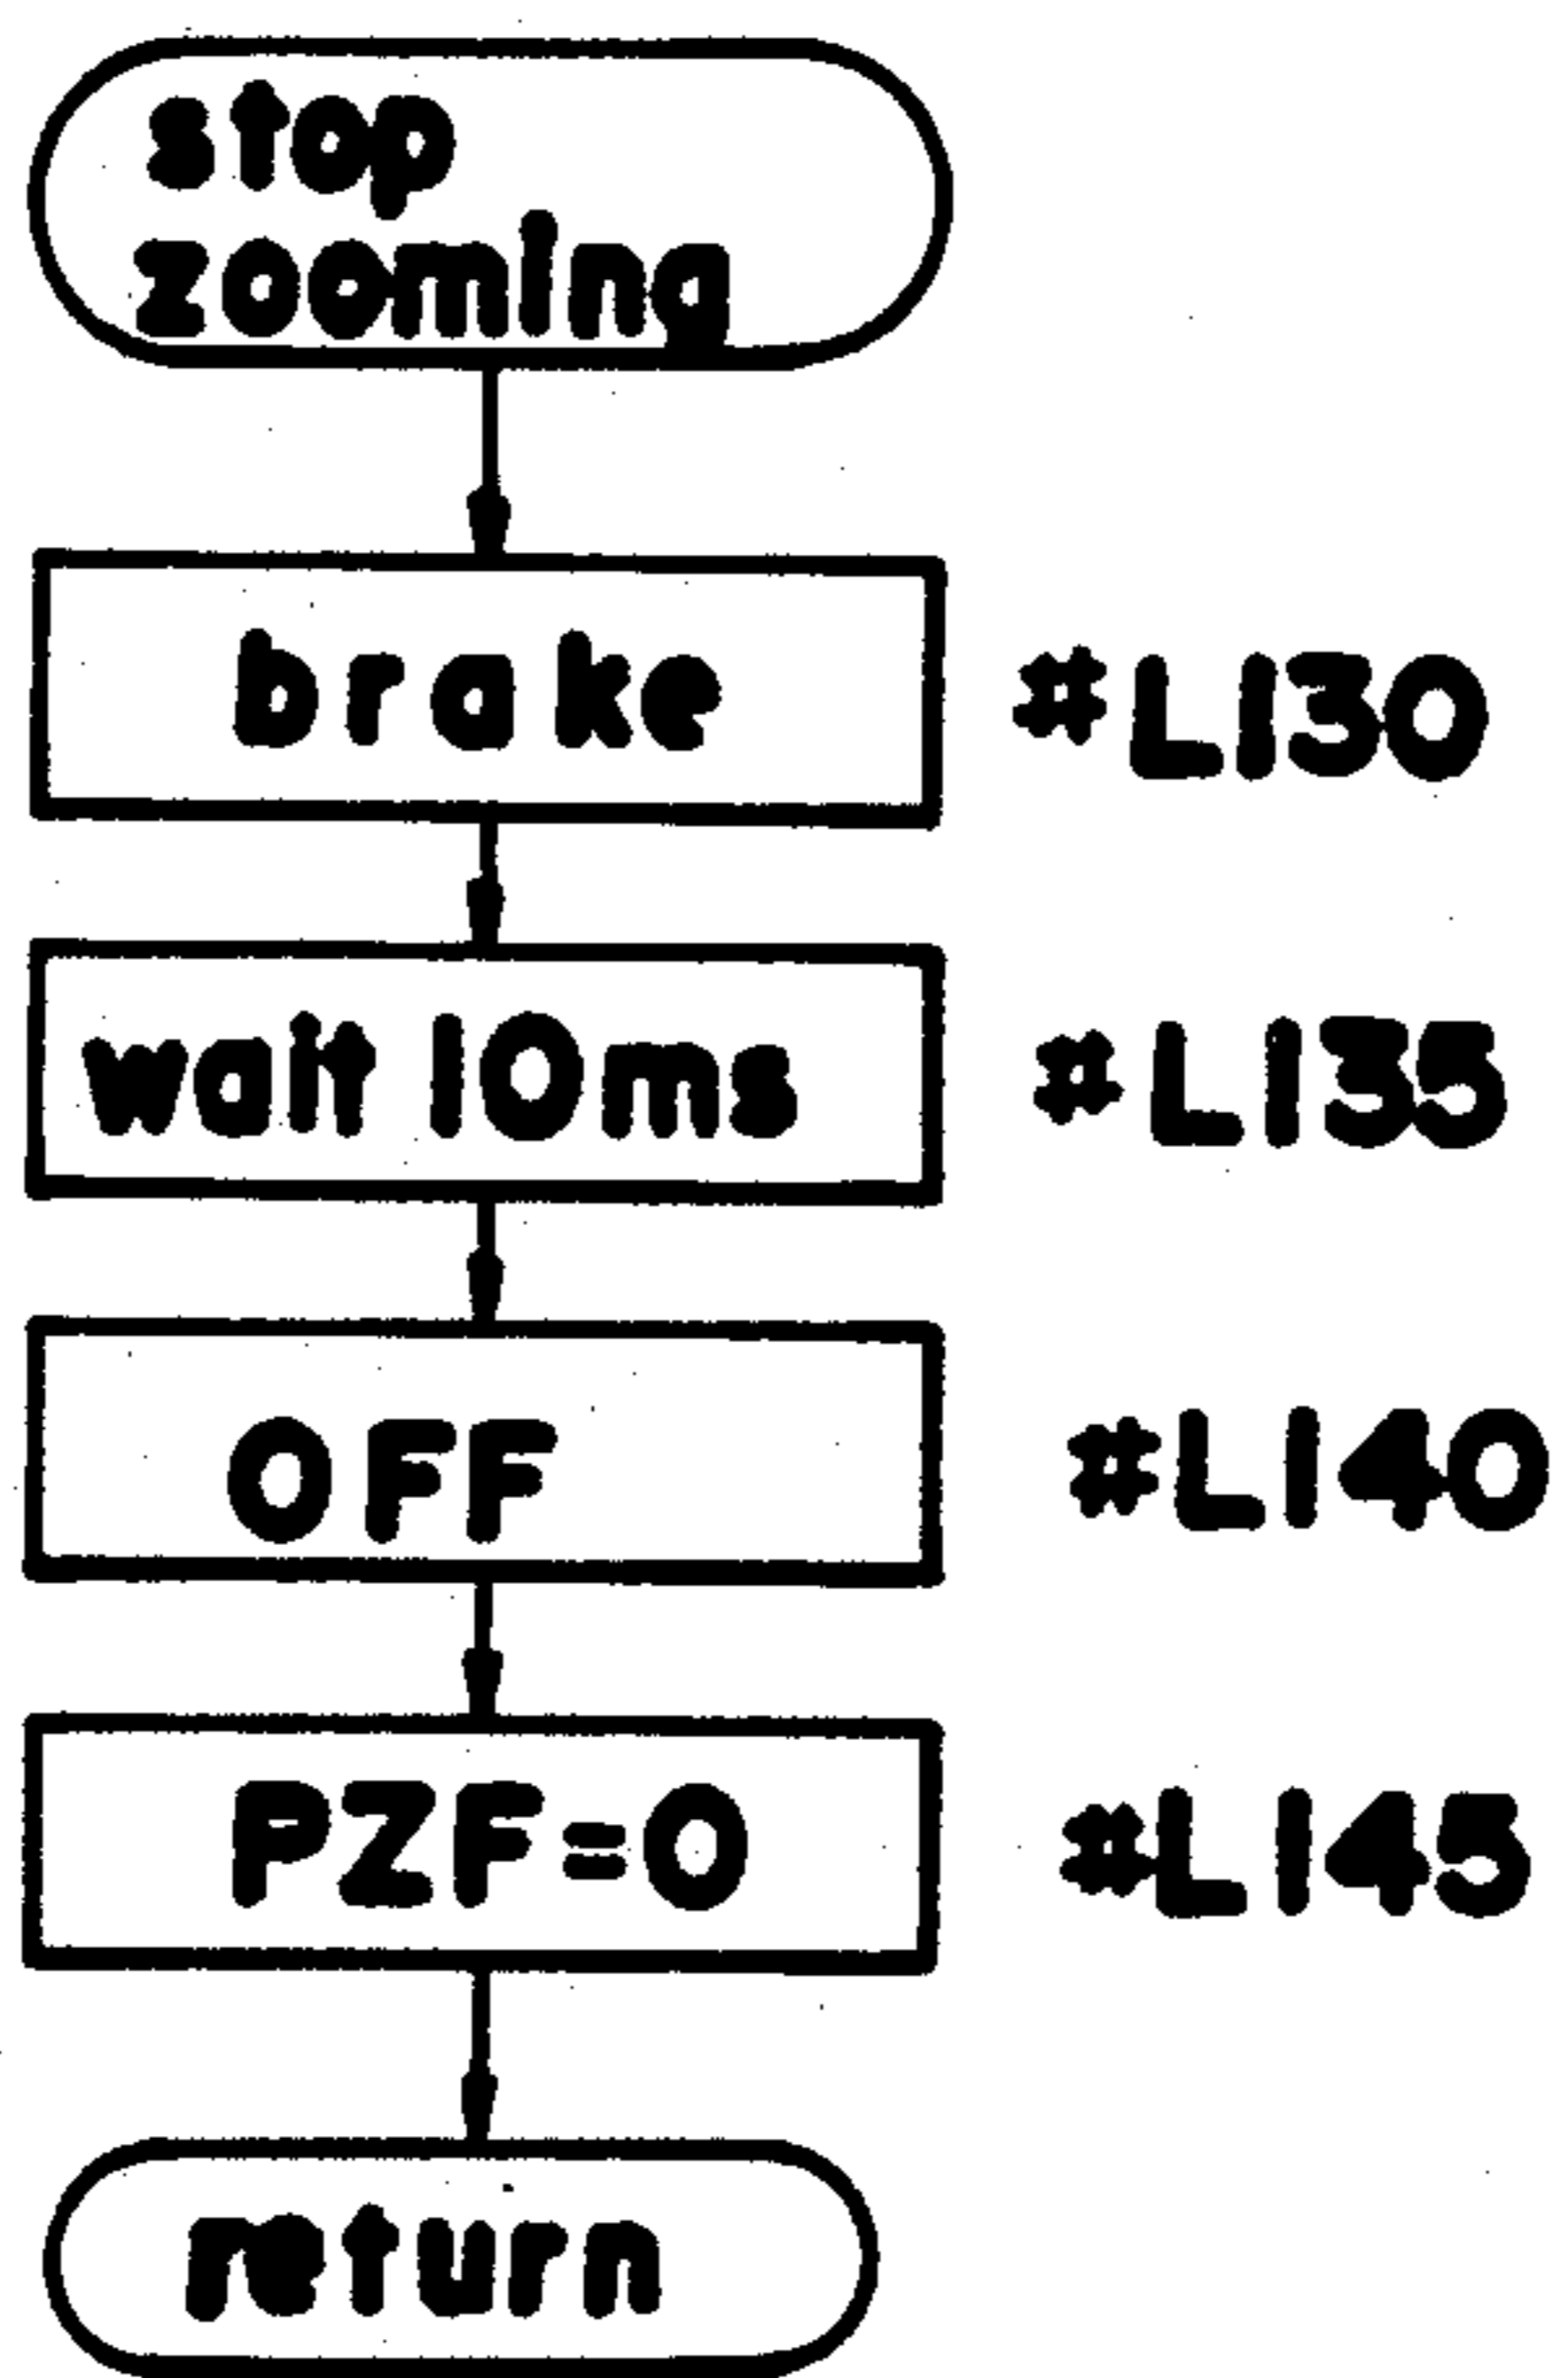 stop
zooming
brake #L130
wait 10ms #L135
OFF #L140
PZF=0 #L145
return